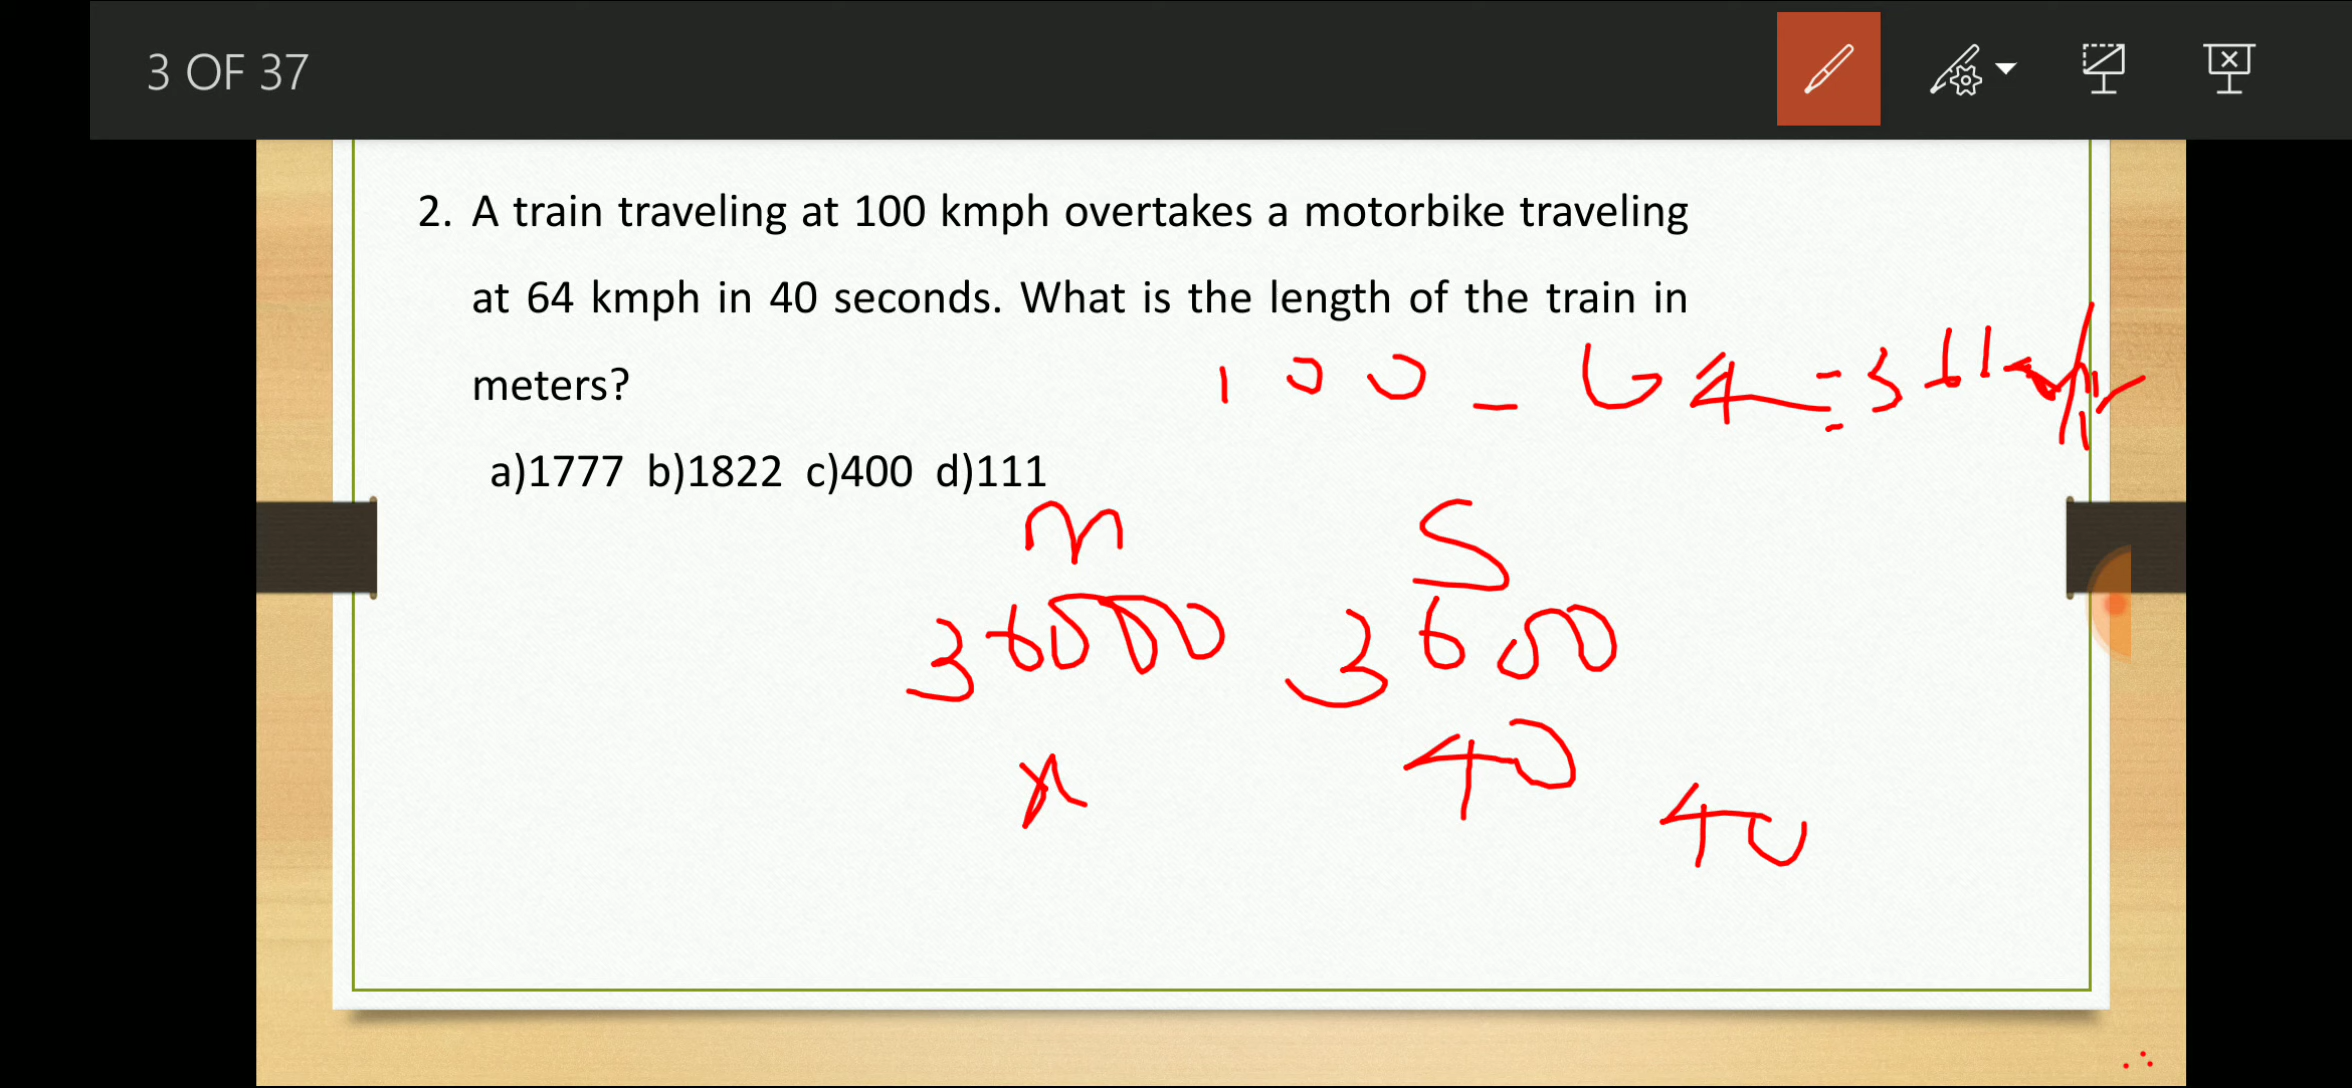 3 OF 37
2. A train traveling at 100 kmph overtakes a motorbike traveling
at 64 kmph in 40 seconds. What is the length of the train in
meters?
100 - 64 = 36
a)1777 b)1822 c)400 d)111
m S
36000 3600
x 40
40